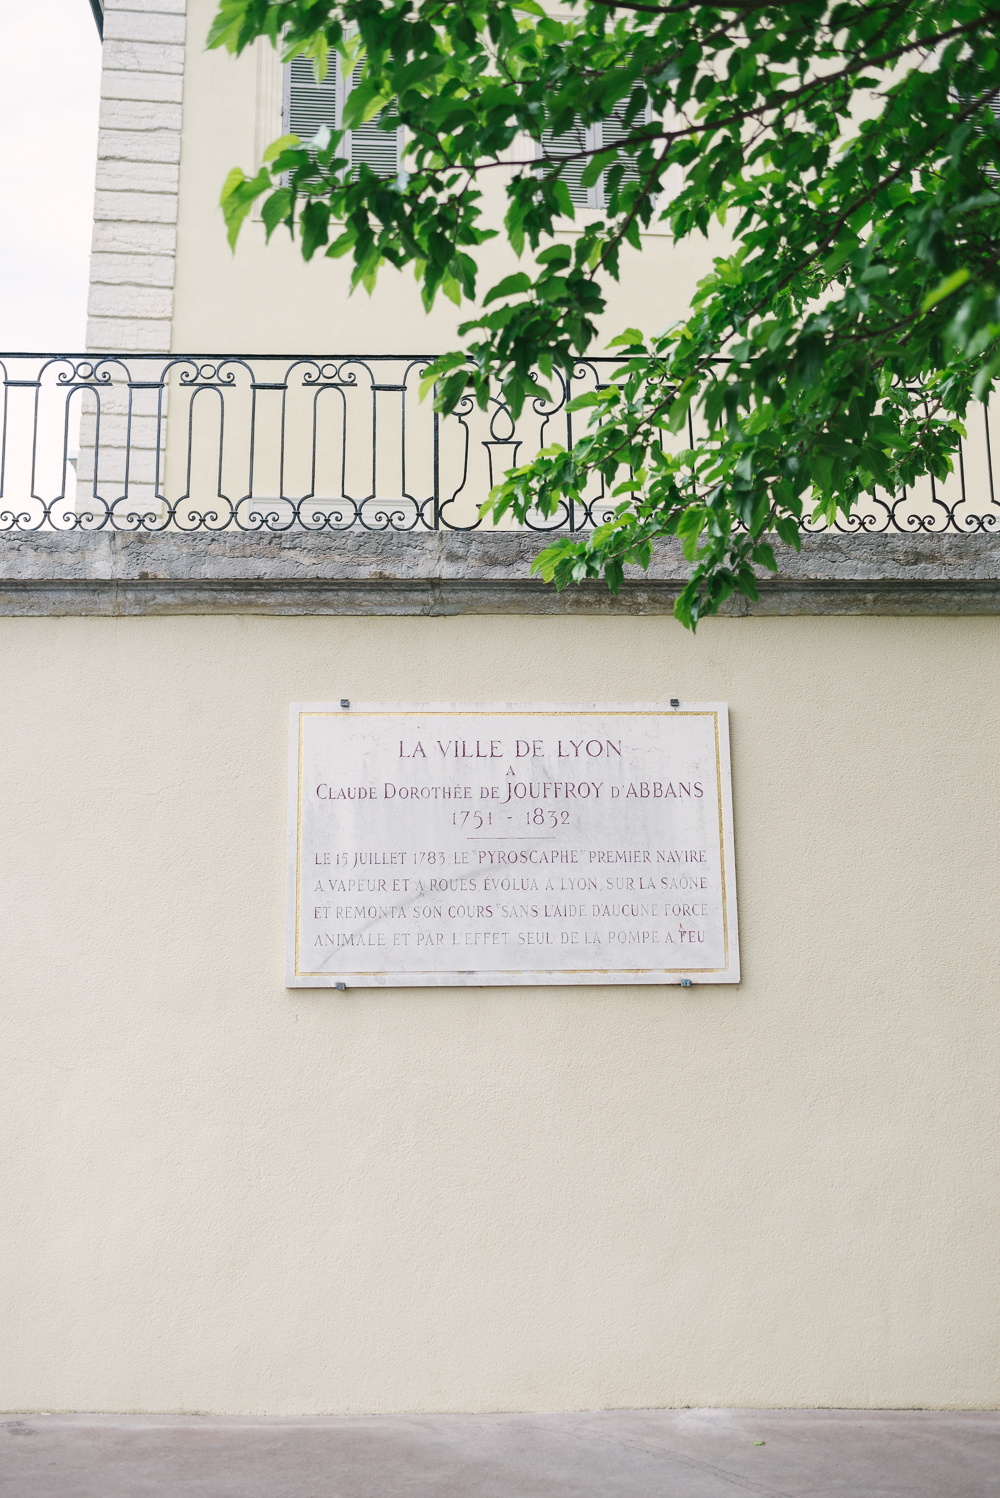 LA VILLE DE LYON
A
CLAUDE DOROTHÉE DE JOUFFROY D'ABBANS
1751 - 1832
LE 15 JUILLET 1783, LE "PYROSCAPHE" PREMIER NAVIRE
A VAPEUR ET A ROUES, ÉVOLUA A LYON, SUR LA SAÔNE
ET REMONTA SON COURS "SANS L'AIDE D'AUCUNE FORCE
ANIMALE ET PAR L'EFFET SEUL DE LA POMPE A FEU